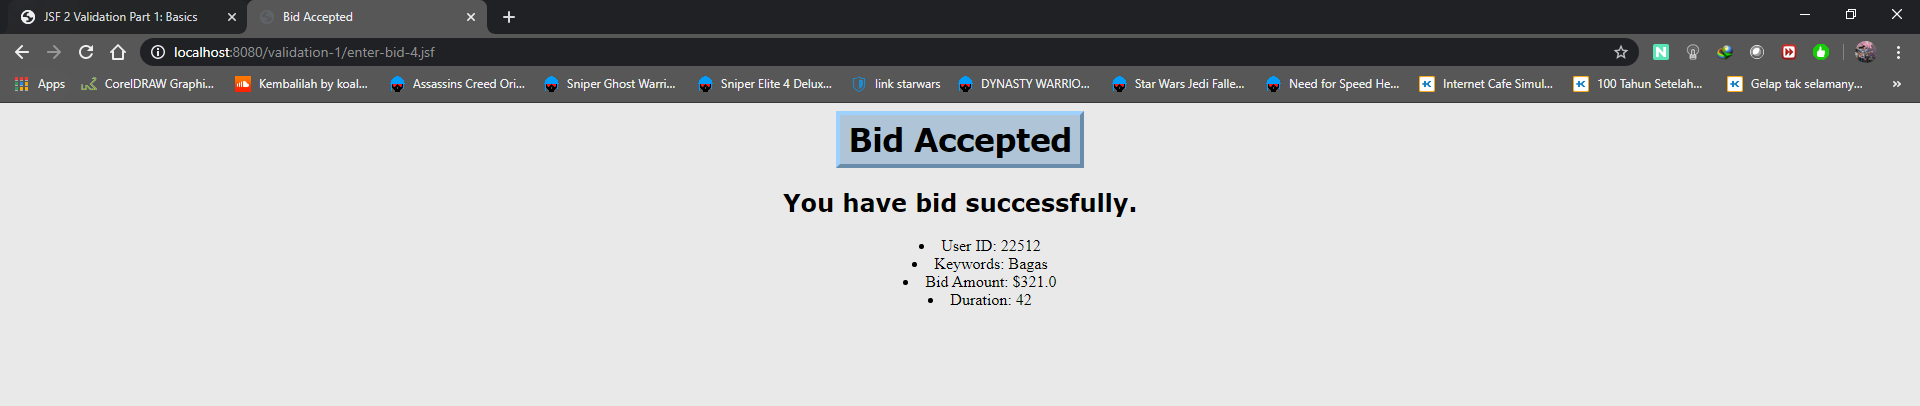 JSF 2 Validation Part 1: Basics
Bid Accepted
localhost:8080/validation-1/enter-bid-4.jsf
Apps
CorelDRAW Graphi...
Kembalilah by koal...
Assassins Creed Ori...
Sniper Ghost Warri...
Sniper Elite 4 Delux...
link starwars
DYNASTY WARRIO...
Star Wars Jedi Falle...
Need for Speed He...
Internet Cafe Simul...
100 Tahun Setelah...
Gelap tak selamany...
Bid Accepted
You have bid successfully.
• User ID: 22512
• Keywords: Bagas
• Bid Amount: $321.0
• Duration: 42